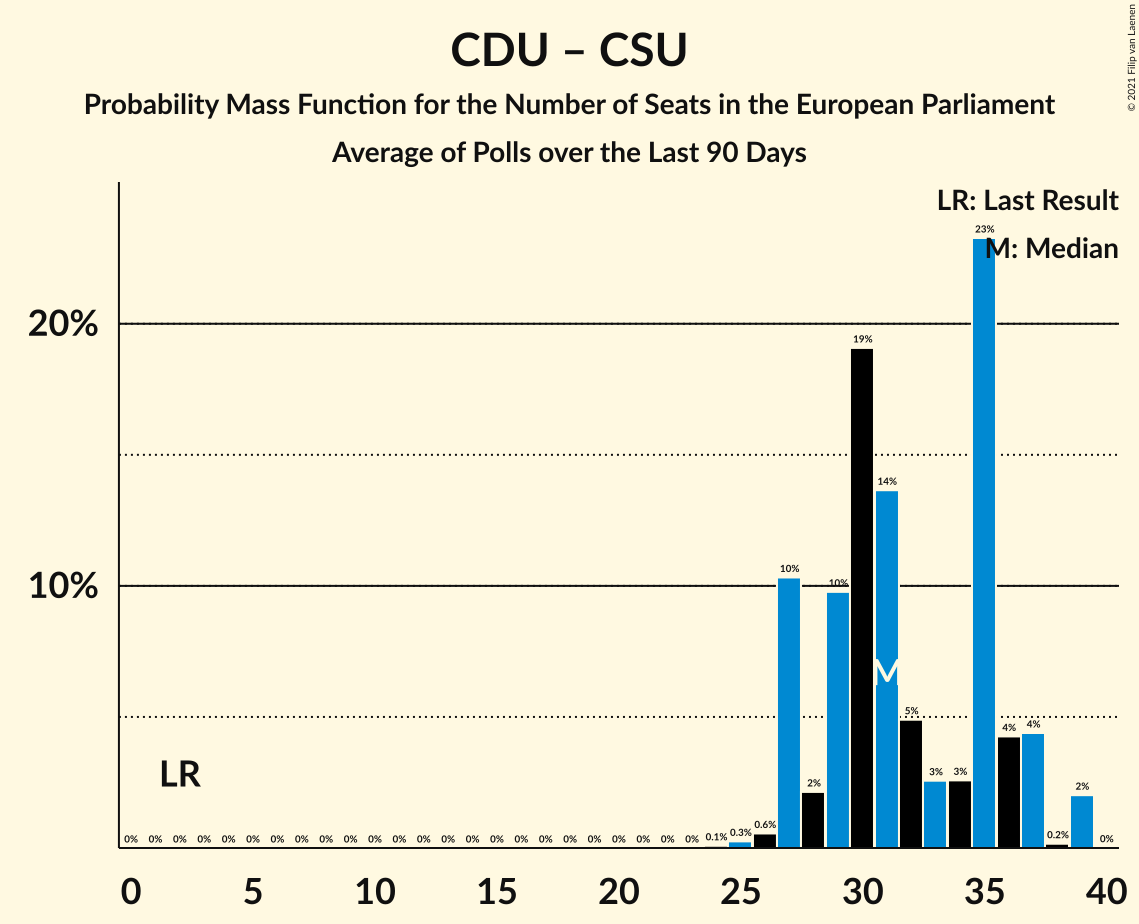 CDU – CSU
Probability Mass Function for the Number of Seats in the European Parliament
Average of Polls over the Last 90 Days
© 2021 Filip van Laenen
LR: Last Result
M: Median
23%
20%
19%
14%
10%
10%
10%
M
5%
4%
4%
3%
3%
2%
2%
LR
0% 0% 0% 0% 0% 0% 0% 0% 0% 0% 0% 0% 0% 0% 0% 0% 0% 0% 0% 0% 0% 0% 0% 0% 0.1% 0.3% 0.6% 0.2% 0%
0 5 10 15 20 25 30 35 40